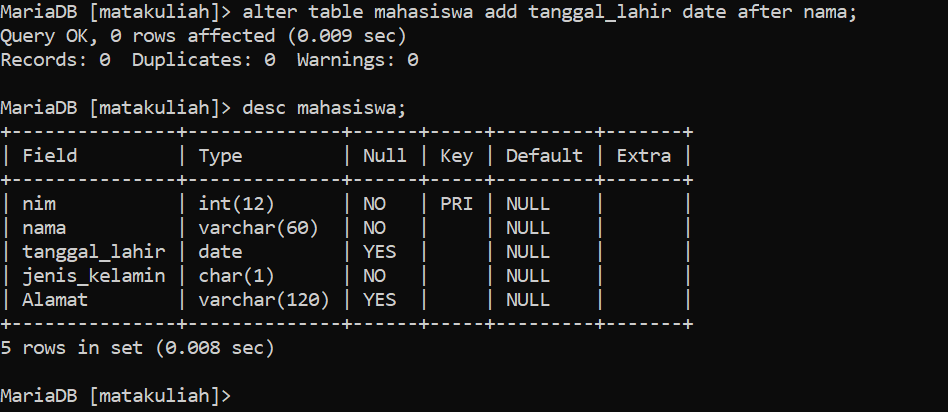 MariaDB [matakuliah]> alter table mahasiswa add tanggal_lahir date after nama;
Query OK, 0 rows affected (0.009 sec)
Records: 0  Duplicates: 0  Warnings: 0

MariaDB [matakuliah]> desc mahasiswa;
+---------------+--------------+------+-----+---------+-------+
| Field         | Type         | Null | Key | Default | Extra |
+---------------+--------------+------+-----+---------+-------+
| nim           | int(12)      | NO   | PRI | NULL    |       |
| nama          | varchar(60)  | NO   |     | NULL    |       |
| tanggal_lahir | date         | YES  |     | NULL    |       |
| jenis_kelamin | char(1)      | NO   |     | NULL    |       |
| Alamat        | varchar(120) | YES  |     | NULL    |       |
+---------------+--------------+------+-----+---------+-------+
5 rows in set (0.008 sec)

MariaDB [matakuliah]>